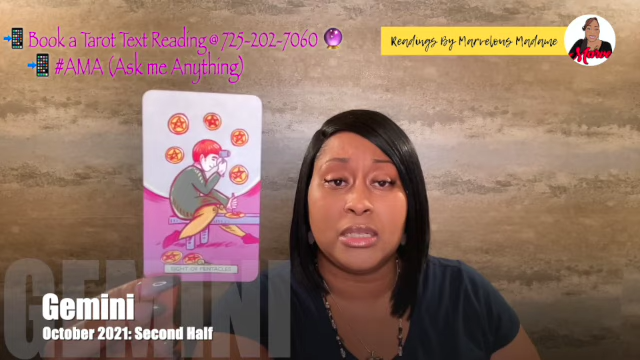 Book a Tarot Text Reading @ 725-202-7060
#AMA (Ask me Anything)
Readings By Marvelous Madame
Marv
EIGHT OF PENTACLES
GEMINI
Gemini
October 2021: Second Half